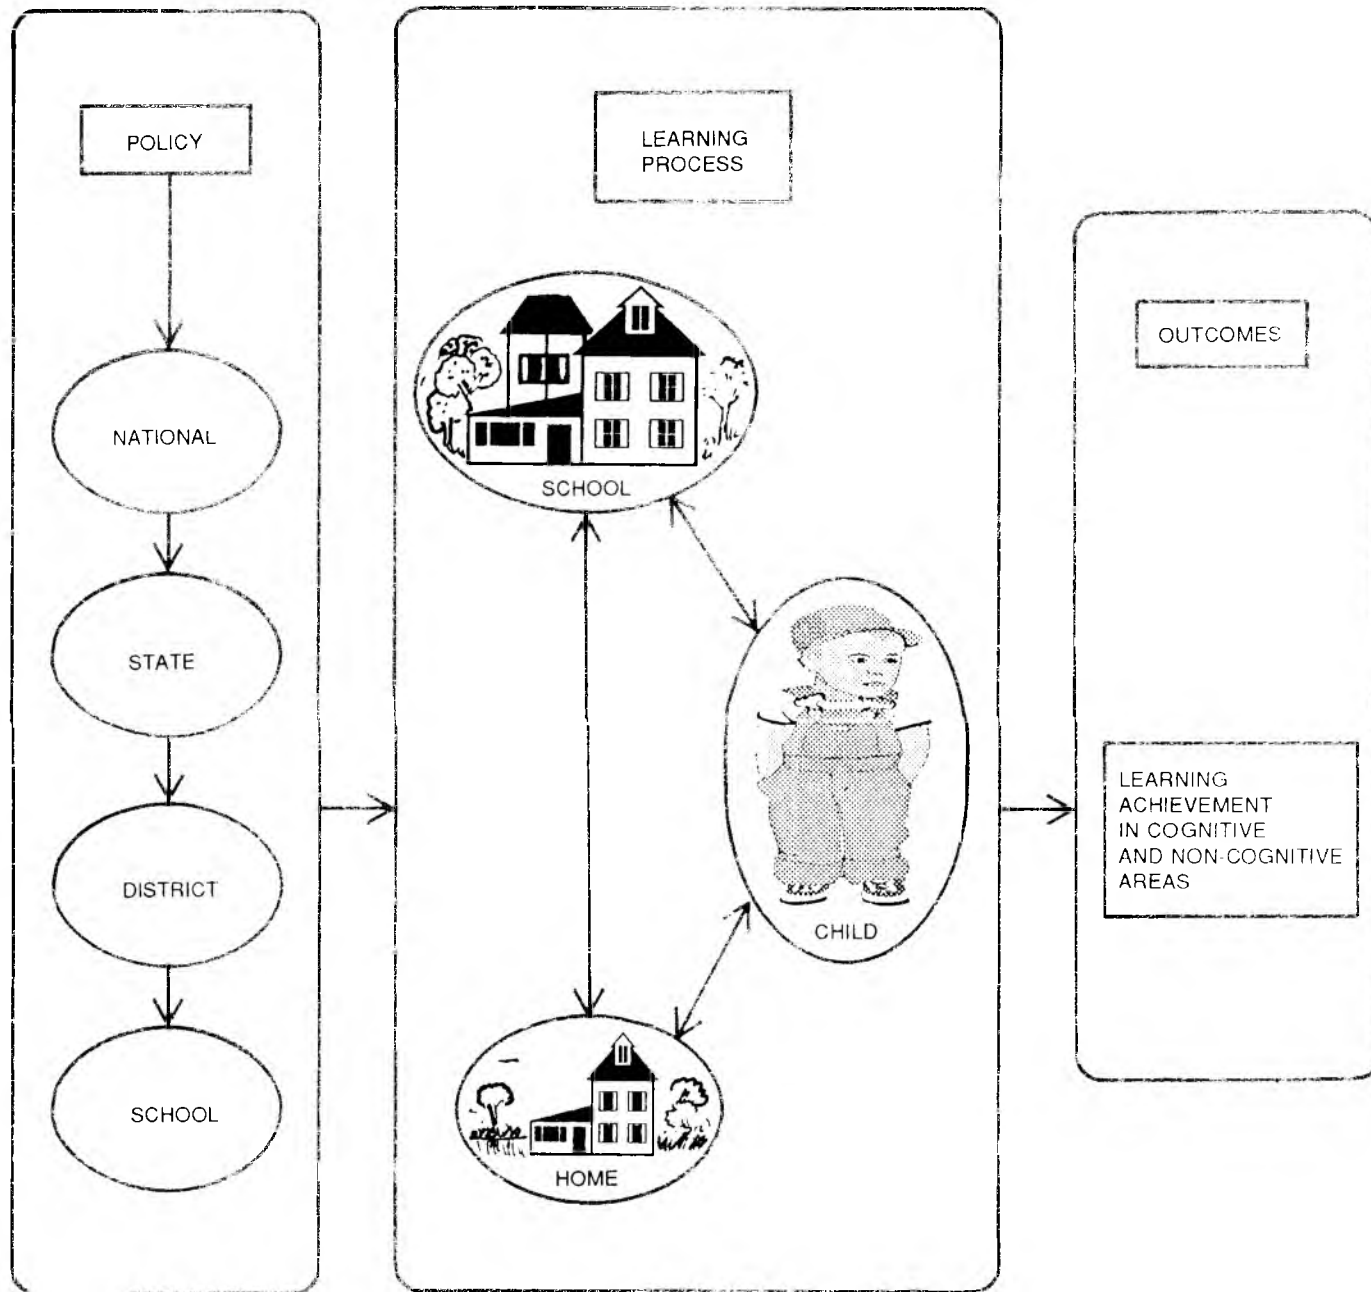 POLICY
NATIONAL
STATE
DISTRICT
SCHOOL
LEARNING
PROCESS
SCHOOL
CHILD
HOME
OUTCOMES
LEARNING
ACHIEVEMENT
IN COGNITIVE
AND NON-COGNITIVE
AREAS